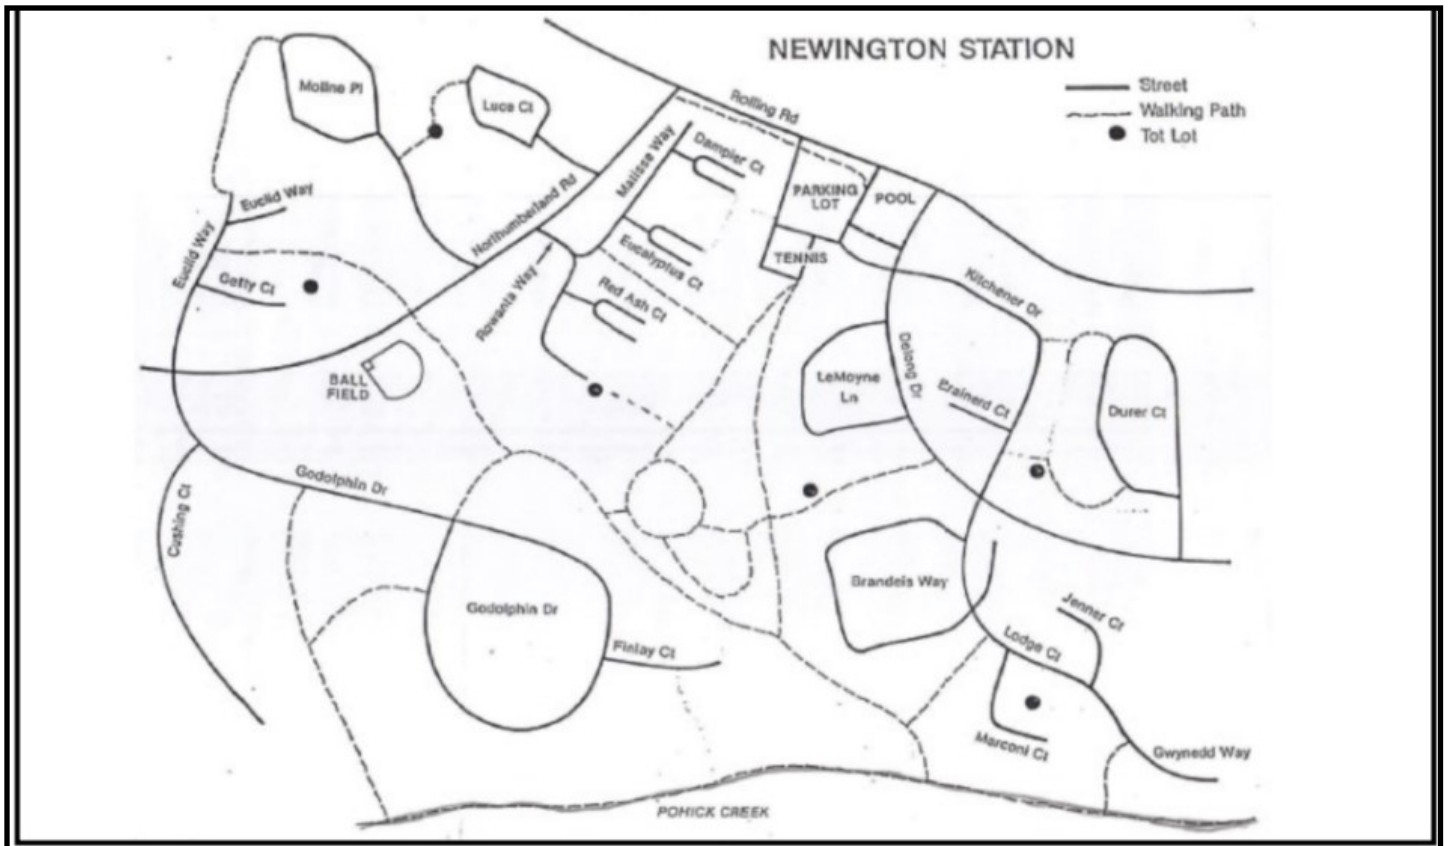 NEWINGTON STATION
Street
Walking Path
Tot Lot
Moline Pl
Luce Ct
Rolling Rd
Matisse Way
Dampier Ct
PARKING
LOT
POOL
Euclid Way
Northumberland Rd
Euclid Way
Eucalyptus Ct
TENNIS
Getty Ct
Rowanta Way
Red Ash Ct
Kitchener Dr
BALL
FIELD
LeMoyne
Ln
Delong Dr
Brainerd Ct
Durer Ct
Godolphin Dr
Cushing Ct
Godolphin Dr
Brandeis Way
Jenner Ct
Finlay Ct
Lodge Ct
Marconi Ct
Gwynedd Way
POHICK CREEK